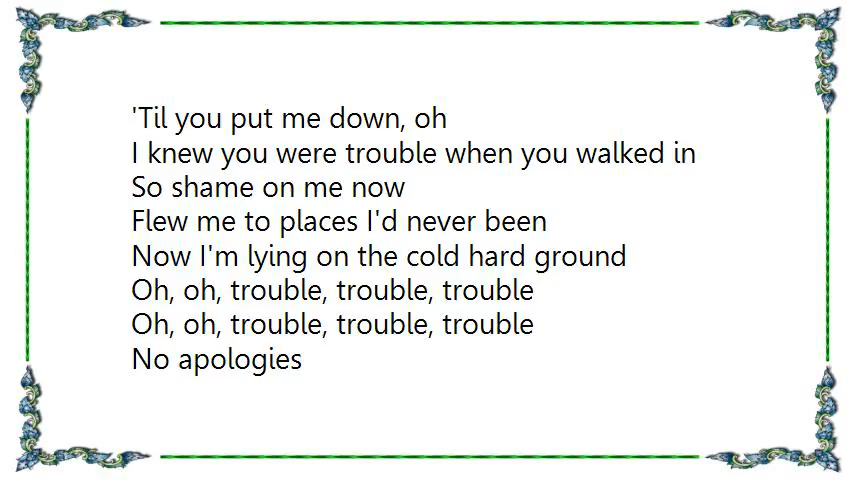 'Til you put me down, oh
I knew you were trouble when you walked in
So shame on me now
Flew me to places I'd never been
Now I'm lying on the cold hard ground
Oh, oh, trouble, trouble, trouble
Oh, oh, trouble, trouble, trouble
No apologies